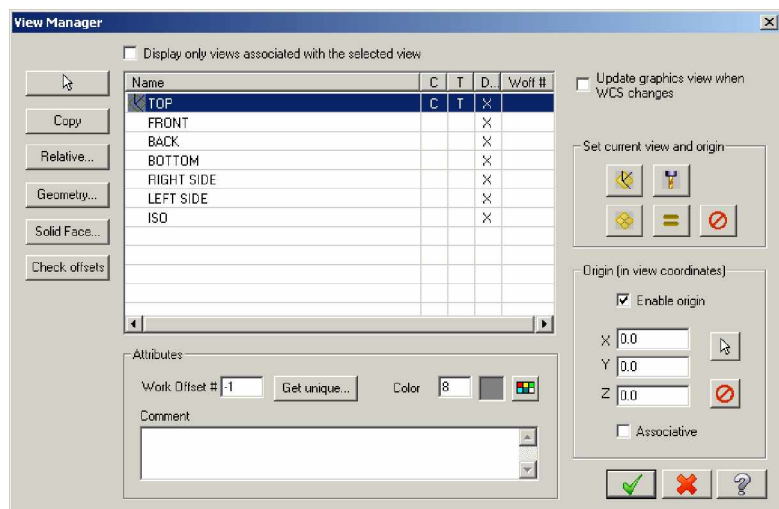 View Manager
Display only views associated with the selected view
Copy
Relative...
Geometry...
Solid Face...
Check offsets
Name C T D.. Woff #
TOP C T X
FRONT X
BACK X
BOTTOM X
RIGHT SIDE X
LEFT SIDE X
ISO X
Update graphics view when
WCS changes
Set current view and origin
Origin (in view coordinates)
Enable origin
X 0.0
Y 0.0
Z 0.0
Associative
Attributes
Work Offset # -1 Get unique... Color 8
Comment